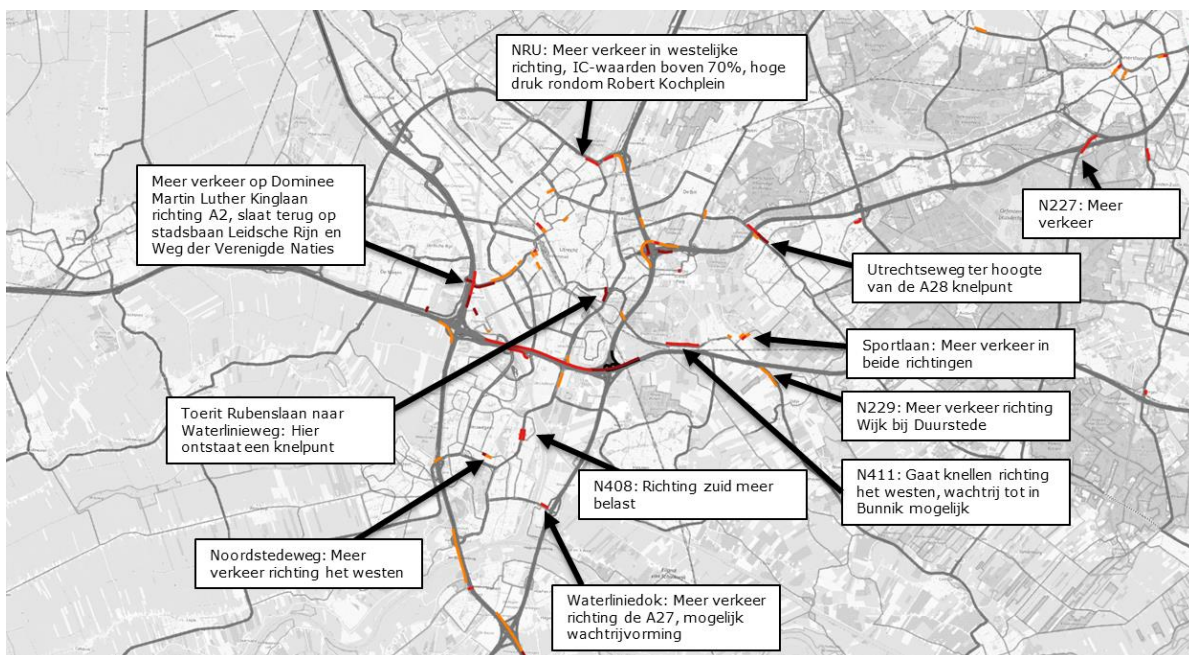 NRU: Meer verkeer in westelijke
richting, IC-waarden boven 70%, hoge
druk rondom Robert Kochplein
Meer verkeer op Dominee
Martin Luther Kinglaan
richting A2, slaat terug op
stadsbaan Leidsche Rijn en
Weg der Verenigde Naties
N227: Meer
verkeer
Utrechtseweg ter hoogte
van de A28 knelpunt
Sportlaan: Meer verkeer in
beide richtingen
Toerit Rubenslaan naar
Waterlinieweg: Hier
ontstaat een knelpunt
N229: Meer verkeer richting
Wijk bij Duurstede
N408: Richting zuid meer
belast
N411: Gaat knellen richting
het westen, wachtrij tot in
Bunnik mogelijk
Noordstedeweg: Meer
verkeer richting het westen
Waterliniedok: Meer verkeer
richting de A27, mogelijk
wachtrijvorming